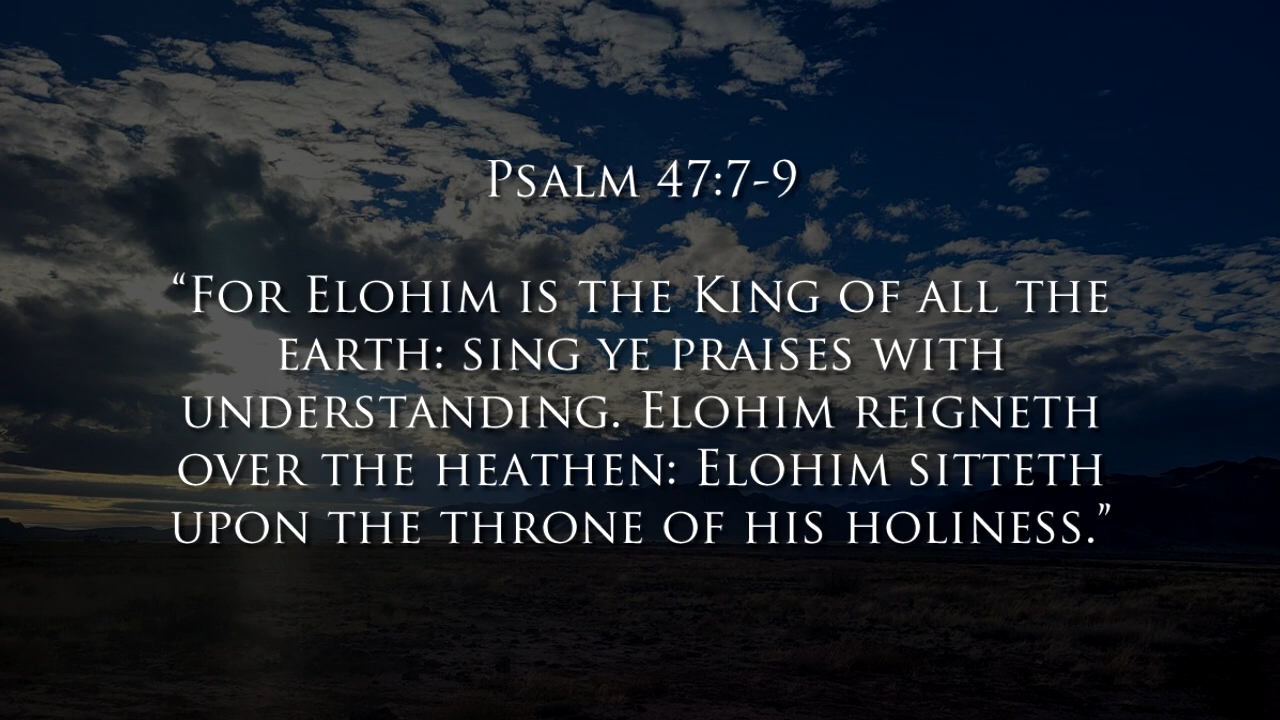 Psalm 47:7-9
“For Elohim is the King of all the
earth: sing ye praises with
understanding. Elohim reigneth
over the heathen: Elohim sitteth
upon the throne of his holiness.”